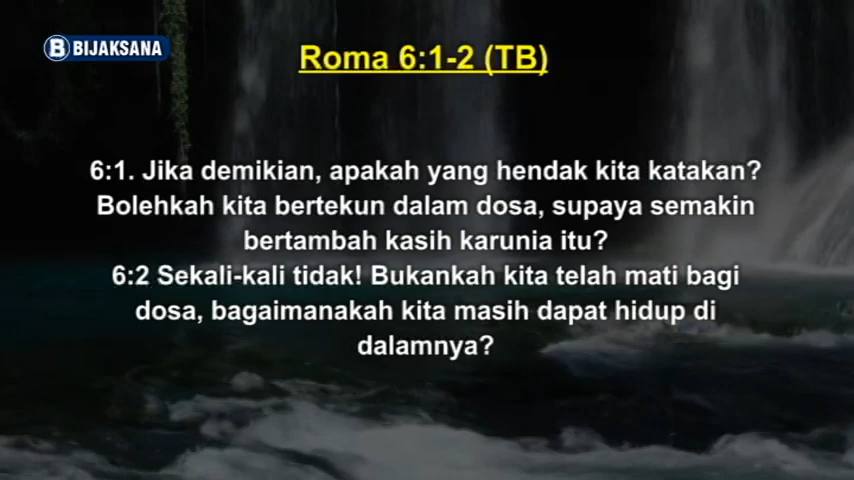 BIJAKSANA
Roma 6:1-2 (TB)
6:1. Jika demikian, apakah yang hendak kita katakan?
Bolehkah kita bertekun dalam dosa, supaya semakin
bertambah kasih karunia itu?
6:2 Sekali-kali tidak! Bukankah kita telah mati bagi
dosa, bagaimanakah kita masih dapat hidup di
dalamnya?